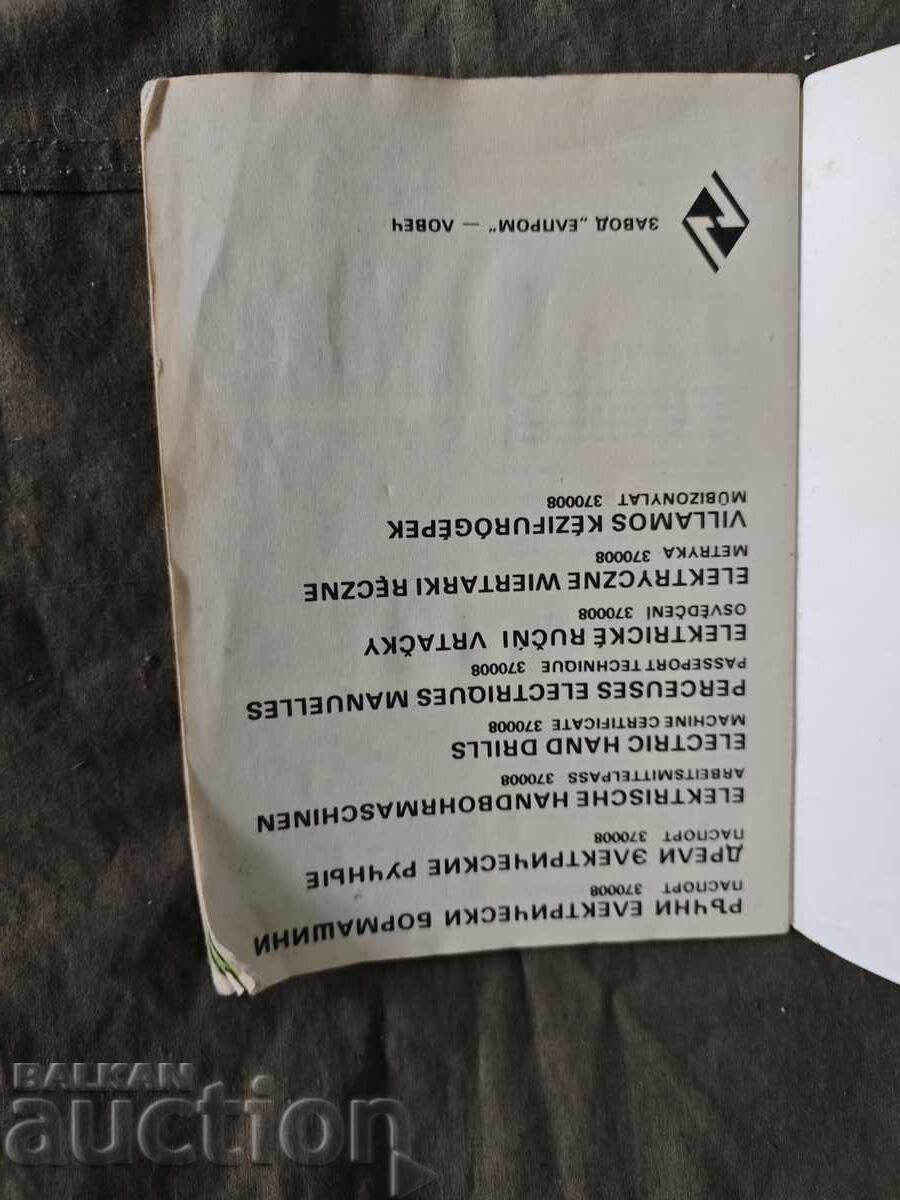 РЪЧНИ ЕЛЕКТРИЧЕСКИ БОРМАШИНИ
ПАСПОРТ 370008
ДРЕЛИ ЭЛЕКТРИЧЕСКИЕ РУЧНЫЕ
ПАСПОРТ 370008
ELEKTRISCHE HANDBOHRMASCHINEN
ARBEITSMITTELPASS 370008
ELECTRIC HAND DRILLS
MACHINE CERTIFICATE 370008
PERCEUSES ELECTRIQUES MANUELLES
PASSEPORT TECHNIQUE 370008
ELEKTRICKÉ RUČNI VRTAČKY
OSVĚDČENÍ 370008
ELEKTRYCZNE WIERTARKI RĘCZNE
METRYKA 370008
VILLAMOS KÉZIFURÓGÉPEK
MŰBIZONYLAT 370008
ЗАВОД „ЕЛПРОМ" — ЛОВЕЧ
BALKAN
auction